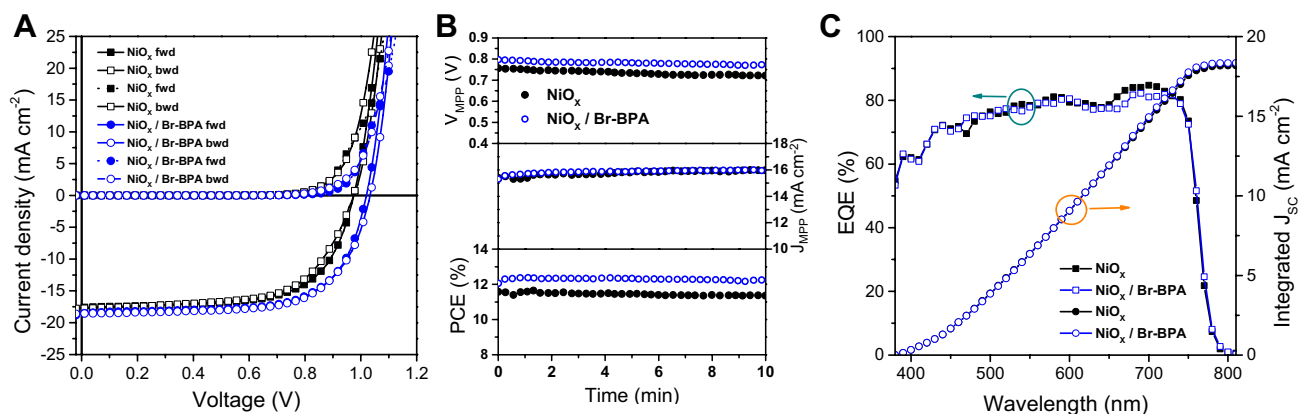 A
NiOx fwd
NiOx bwd
NiOx fwd
NiOx bwd
NiOx / Br-BPA fwd
NiOx / Br-BPA bwd
NiOx / Br-BPA fwd
NiOx / Br-BPA bwd
25
20
15
10
5
0
-5
-10
-15
-20
-25
Current density (mA cm-2)
0.0 0.2 0.4 0.6 0.8 1.0 1.2
Voltage (V)
B
0.9
0.8
0.7
0.4
VMPP (V)
NiOx
NiOx / Br-BPA
18
16
14
12
10
JMPP (mA cm-2)
14
12
10
8
PCE (%)
0 2 4 6 8 10
Time (min)
C
100
80
60
40
20
0
EQE (%)
NiOx
NiOx / Br-BPA
NiOx
NiOx / Br-BPA
20
15
10
5
0
Integrated JSC (mA cm-2)
400 500 600 700 800
Wavelength (nm)